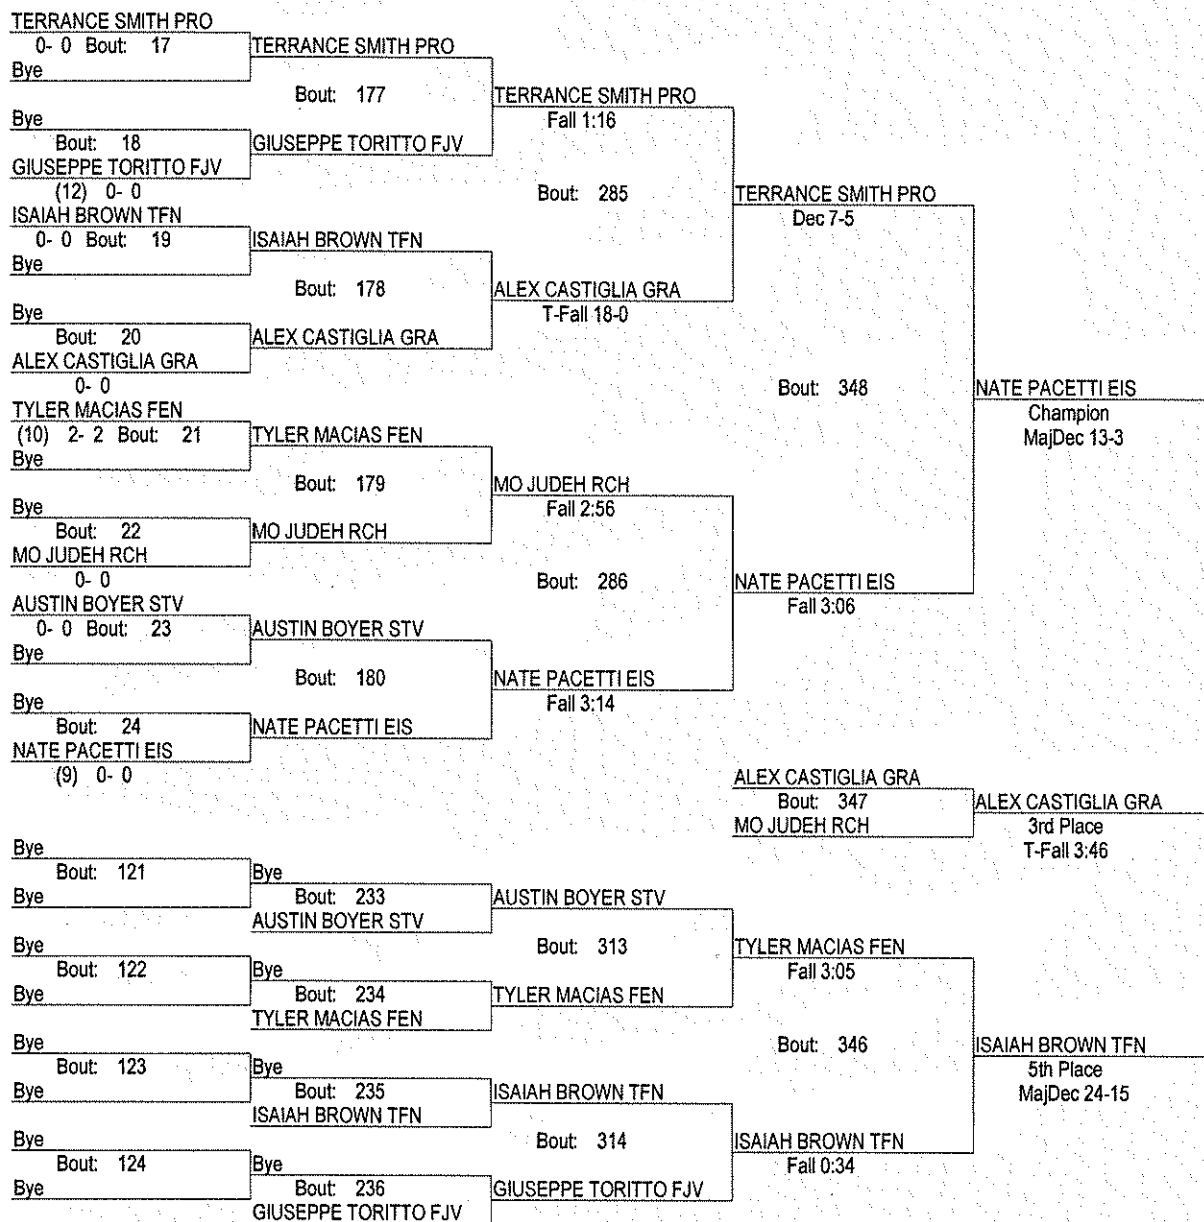 TERRANCE SMITH PRO
0- 0 Bout: 17
Bye
TERRANCE SMITH PRO
Bout: 177
Bye
Bout: 18
GIUSEPPE TORITTO FJV
(12) 0- 0
GIUSEPPE TORITTO FJV
TERRANCE SMITH PRO
Fall 1:16
ISAIAH BROWN TFN
0- 0 Bout: 19
Bye
ISAIAH BROWN TFN
Bout: 178
Bye
Bout: 20
ALEX CASTIGLIA GRA
0- 0
ALEX CASTIGLIA GRA
ALEX CASTIGLIA GRA
T-Fall 18-0
Bout: 285
TERRANCE SMITH PRO
Dec 7-5
TYLER MACIAS FEN
(10) 2- 2 Bout: 21
Bye
TYLER MACIAS FEN
Bout: 179
Bye
Bout: 22
MO JUDEH RCH
0- 0
MO JUDEH RCH
MO JUDEH RCH
Fall 2:56
AUSTIN BOYER STV
0- 0 Bout: 23
Bye
AUSTIN BOYER STV
Bout: 180
Bye
Bout: 24
NATE PACETTI EIS
(9) 0- 0
NATE PACETTI EIS
NATE PACETTI EIS
Fall 3:14
Bout: 286
NATE PACETTI EIS
Fall 3:06
Bout: 348
NATE PACETTI EIS
Champion
MajDec 13-3
ALEX CASTIGLIA GRA
Bout: 347
MO JUDEH RCH
ALEX CASTIGLIA GRA
3rd Place
T-Fall 3:46
Bye
Bout: 121
Bye
Bye
Bout: 233
AUSTIN BOYER STV
AUSTIN BOYER STV
Bout: 313
Bye
Bout: 122
Bye
Bye
Bout: 234
TYLER MACIAS FEN
TYLER MACIAS FEN
TYLER MACIAS FEN
Fall 3:05
Bye
Bout: 123
Bye
Bye
Bout: 235
ISAIAH BROWN TFN
ISAIAH BROWN TFN
Bout: 314
Bye
Bout: 124
Bye
Bye
Bout: 236
GIUSEPPE TORITTO FJV
GIUSEPPE TORITTO FJV
ISAIAH BROWN TFN
Fall 0:34
Bout: 346
ISAIAH BROWN TFN
5th Place
MajDec 24-15